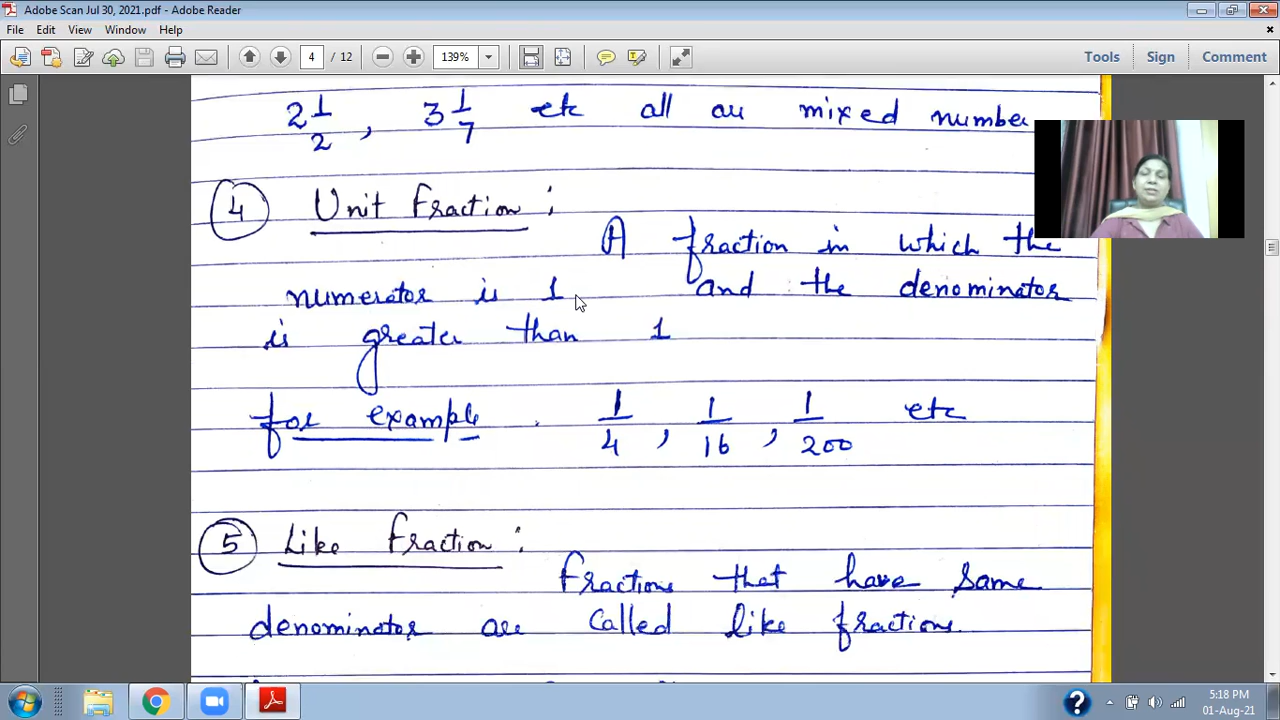 Adobe Scan Jul 30, 2021.pdf - Adobe Reader
File Edit View Window Help
4 / 12 139% Tools Sign Comment
2 1/2 , 3 1/7 etc all are mixed number
4 Unit Fraction :
A fraction in which the
numerator is 1 and the denominator
is greater than 1
for example . 1/4 , 1/16 , 1/200 etc
5 Like Fraction :
Fractions that have same
denominator are called like fractions.
5:18 PM
01-Aug-21